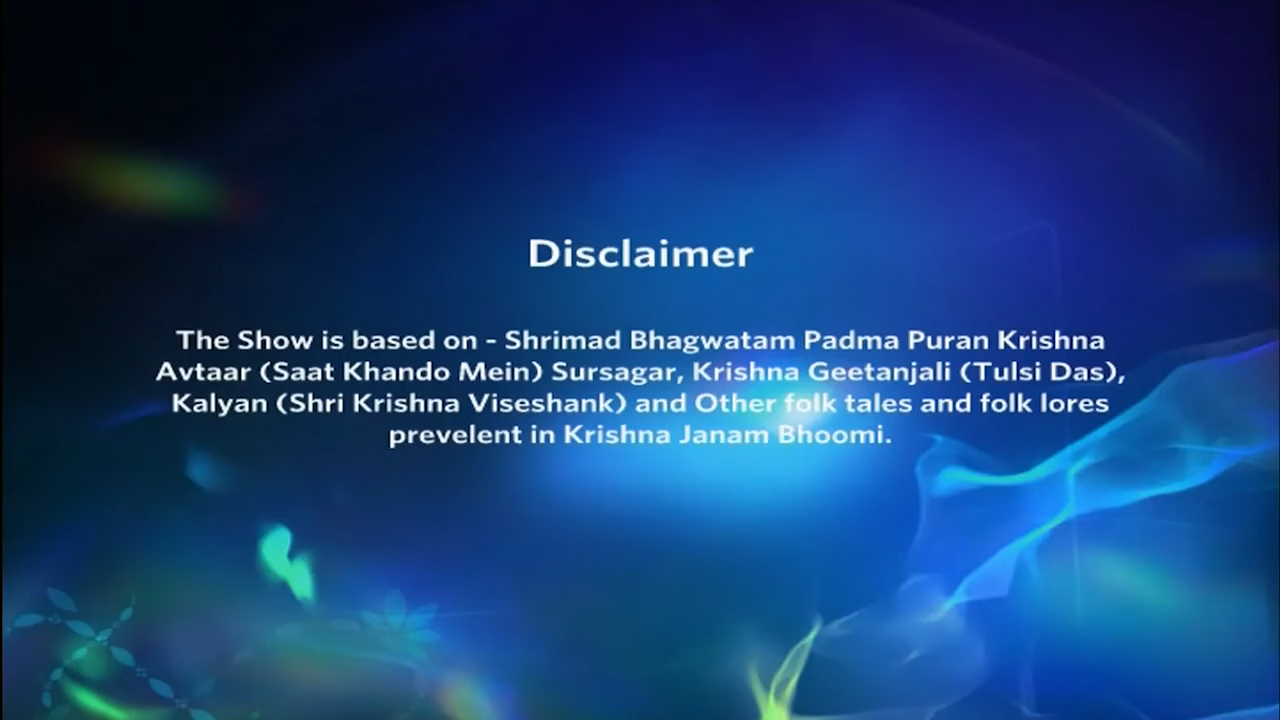 Disclaimer
The Show is based on - Shrimad Bhagwatam Padma Puran Krishna
Avtaar (Saat Khando Mein) Sursagar, Krishna Geetanjali (Tulsi Das),
Kalyan (Shri Krishna Viseshank) and Other folk tales and folk lores
prevelent in Krishna Janam Bhoomi.